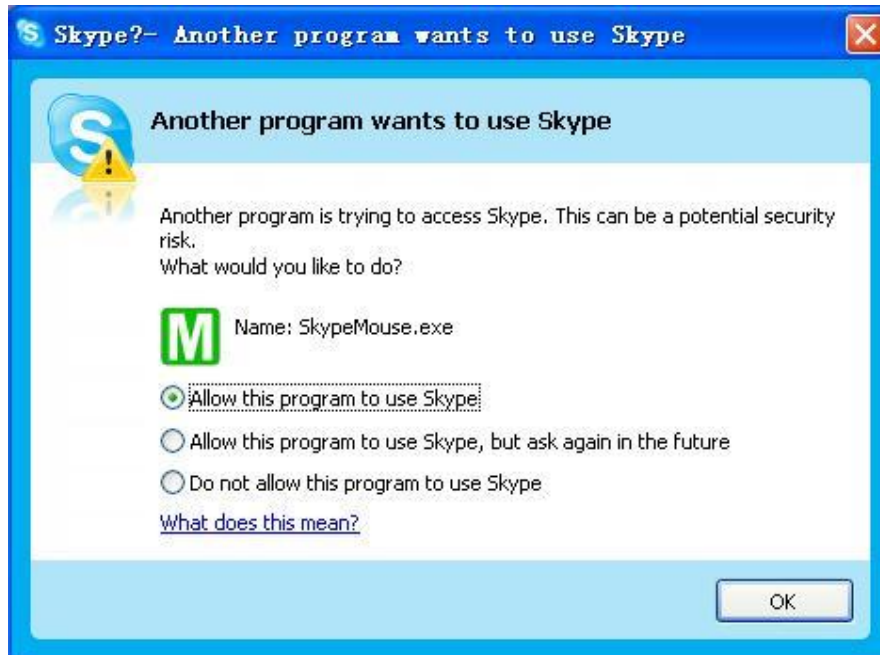 Skype?- Another program wants to use Skype
Another program wants to use Skype
Another program is trying to access Skype. This can be a potential security
risk.
What would you like to do?
M
Name: SkypeMouse.exe
Allow this program to use Skype
Allow this program to use Skype, but ask again in the future
Do not allow this program to use Skype
What does this mean?
OK